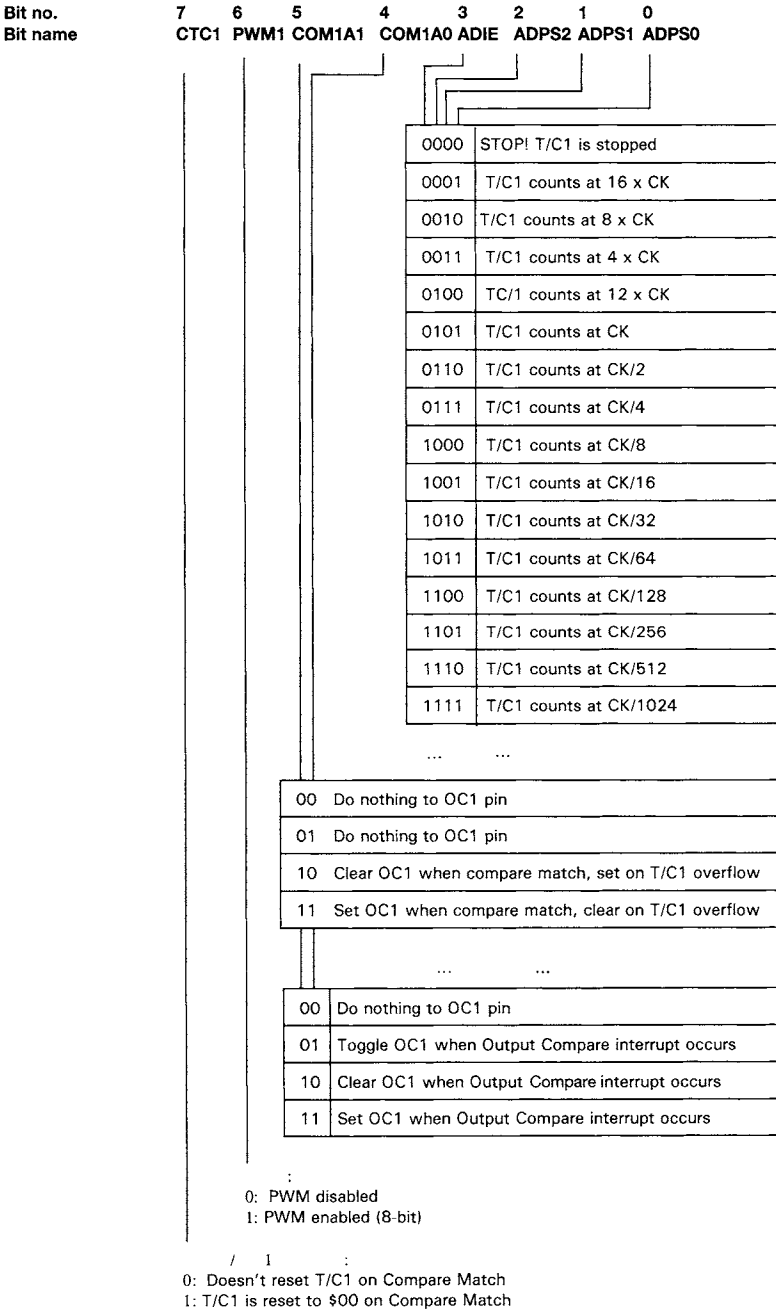 Bit no. 7 6 5 4 3 2 1 0
Bit name CTC1 PWM1 COM1A1 COM1A0 ADIE ADPS2 ADPS1 ADPS0
0000 STOP! T/C1 is stopped
0001 T/C1 counts at 16 x CK
0010 T/C1 counts at 8 x CK
0011 T/C1 counts at 4 x CK
0100 TC/1 counts at 12 x CK
0101 T/C1 counts at CK
0110 T/C1 counts at CK/2
0111 T/C1 counts at CK/4
1000 T/C1 counts at CK/8
1001 T/C1 counts at CK/16
1010 T/C1 counts at CK/32
1011 T/C1 counts at CK/64
1100 T/C1 counts at CK/128
1101 T/C1 counts at CK/256
1110 T/C1 counts at CK/512
1111 T/C1 counts at CK/1024
... ...
00 Do nothing to OC1 pin
01 Do nothing to OC1 pin
10 Clear OC1 when compare match, set on T/C1 overflow
11 Set OC1 when compare match, clear on T/C1 overflow
... ...
00 Do nothing to OC1 pin
01 Toggle OC1 when Output Compare interrupt occurs
10 Clear OC1 when Output Compare interrupt occurs
11 Set OC1 when Output Compare interrupt occurs
:
0: PWM disabled
1: PWM enabled (8-bit)
/ 1 :
0: Doesn't reset T/C1 on Compare Match
1: T/C1 is reset to $00 on Compare Match